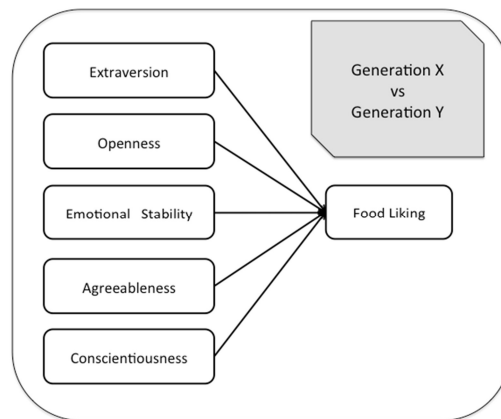 Extraversion
Openness
Emotional Stability
Agreeableness
Conscientiousness
Generation X
vs
Generation Y
Food Liking